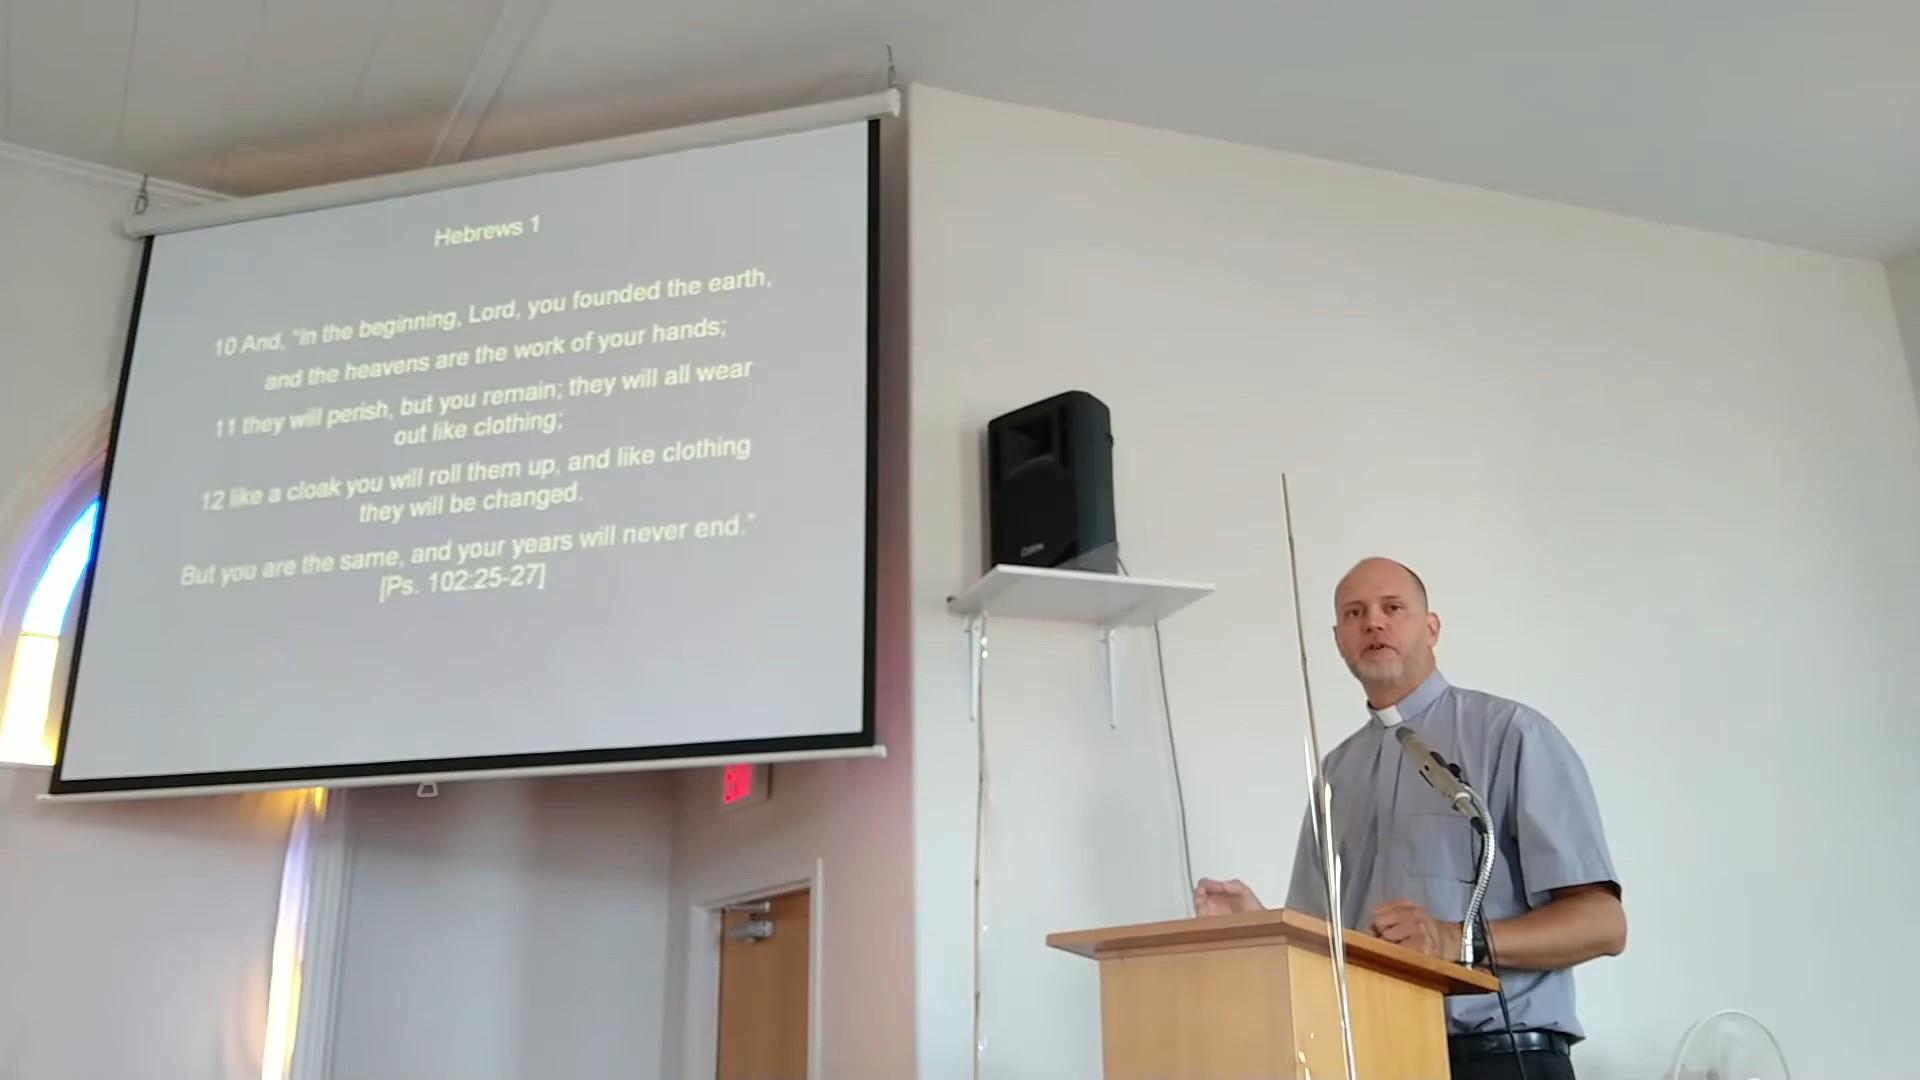 Hebrews 1
10 And, "In the beginning, Lord, you founded the earth,
and the heavens are the work of your hands;
11 they will perish, but you remain; they will all wear
out like clothing;
12 like a cloak you will roll them up, and like clothing
they will be changed.
But you are the same, and your years will never end."
[Ps. 102:25-27]